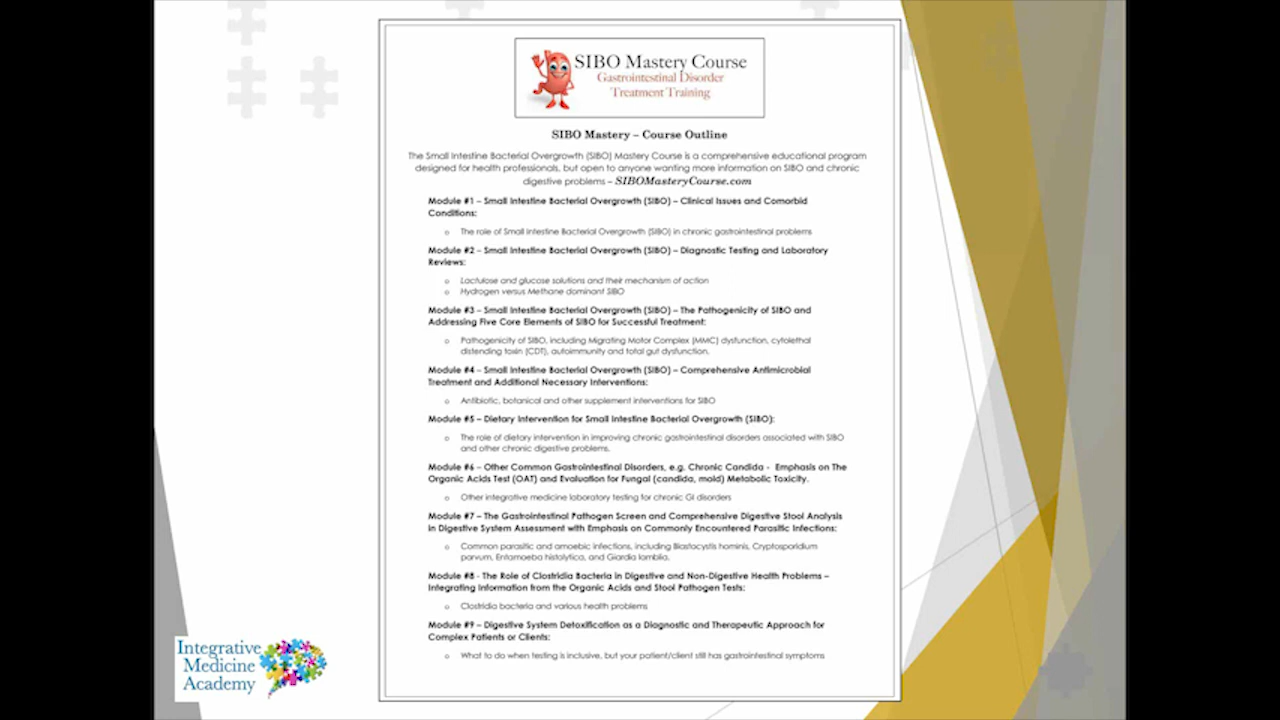 SIBO Mastery Course
Gastrointestinal Disorder
Treatment Training
SIBO Mastery – Course Outline
The Small Intestine Bacterial Overgrowth (SIBO) Mastery Course is a comprehensive educational program
designed for health professionals, but open to anyone wanting more information on SIBO and chronic
digestive problems – SIBOMasteryCourse.com
Module #1 – Small Intestine Bacterial Overgrowth (SIBO) – Clinical Issues and Comorbid
Conditions:
o The role of Small Intestine Bacterial Overgrowth (SIBO) in chronic gastrointestinal problems
Module #2 – Small Intestine Bacterial Overgrowth (SIBO) – Diagnostic Testing and Laboratory
Reviews:
o Lactulose and glucose solutions and their mechanism of action
o Hydrogen versus Methane dominant SIBO
Module #3 – Small Intestine Bacterial Overgrowth (SIBO) – The Pathogenicity of SIBO and
Addressing Five Core Elements of SIBO for Successful Treatment:
o Pathogenicity of SIBO, including Migrating Motor Complex (MMC) dysfunction, cytolethal
distending toxin (CDT), autoimmunity and total gut dysfunction.
Module #4 – Small Intestine Bacterial Overgrowth (SIBO) – Comprehensive Antimicrobial
Treatment and Additional Necessary Interventions:
o Antibiotic, botanical and other supplement interventions for SIBO
Module #5 – Dietary Intervention for Small Intestine Bacterial Overgrowth (SIBO):
o The role of dietary intervention in improving chronic gastrointestinal disorders associated with SIBO
and other chronic digestive problems.
Module #6 – Other Common Gastrointestinal Disorders, e.g. Chronic Candida - Emphasis on The
Organic Acids Test (OAT) and Evaluation for Fungal (candida, mold) Metabolic Toxicity.
o Other integrative medicine laboratory testing for chronic GI disorders
Module #7 – The Gastrointestinal Pathogen Screen and Comprehensive Digestive Stool Analysis
in Digestive System Assessment with Emphasis on Commonly Encountered Parasitic Infections:
o Common parasitic and amoebic infections, including Blastocystis hominis, Cryptosporidium
parvum, Entamoeba histolytica, and Giardia lamblia.
Module #8 - The Role of Clostridia Bacteria in Digestive and Non-Digestive Health Problems –
Integrating Information from the Organic Acids and Stool Pathogen Tests:
o Clostridia bacteria and various health problems
Module #9 – Digestive System Detoxification as a Diagnostic and Therapeutic Approach for
Complex Patients or Clients:
o What to do when testing is inclusive, but your patient/client still has gastrointestinal symptoms
Integrative
Medicine
Academy